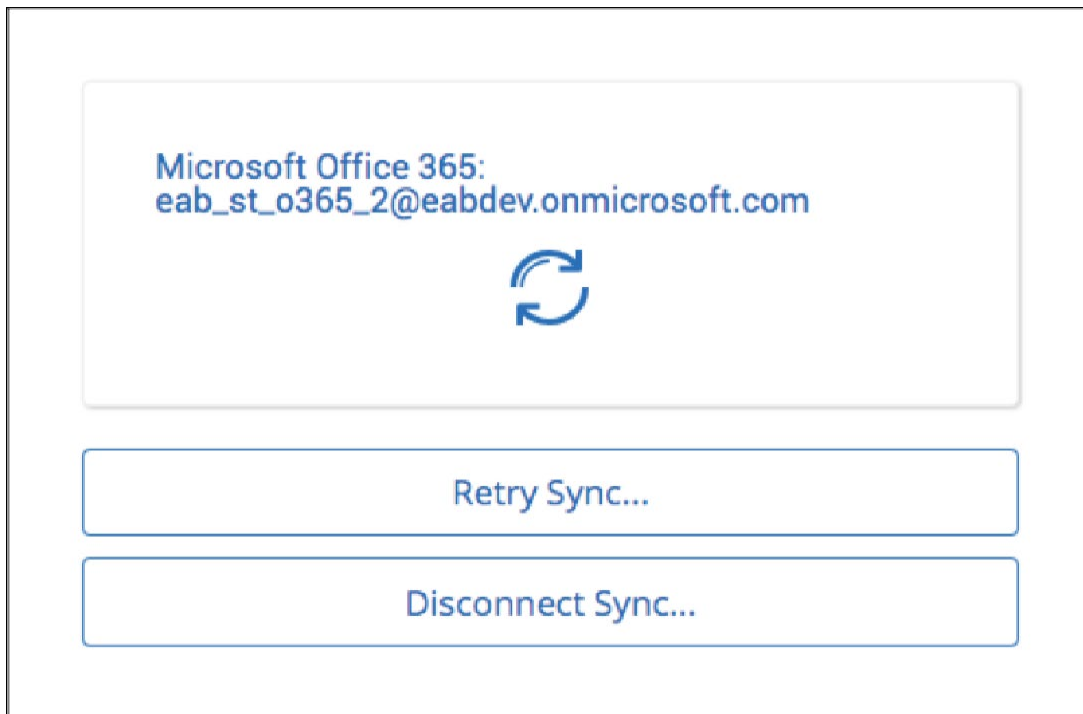 Microsoft Office 365:
eab_st_o365_2@eabdev.onmicrosoft.com
Retry Sync...
Disconnect Sync...